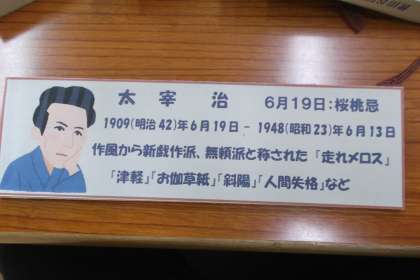 太宰治 6月19日:桜桃忌
1909(明治42)年6月19日 - 1948(昭和23)年6月13日
作風から新戯作派、無頼派と称された 「走れメロス」
「津軽」「お伽草紙」「斜陽」「人間失格」など